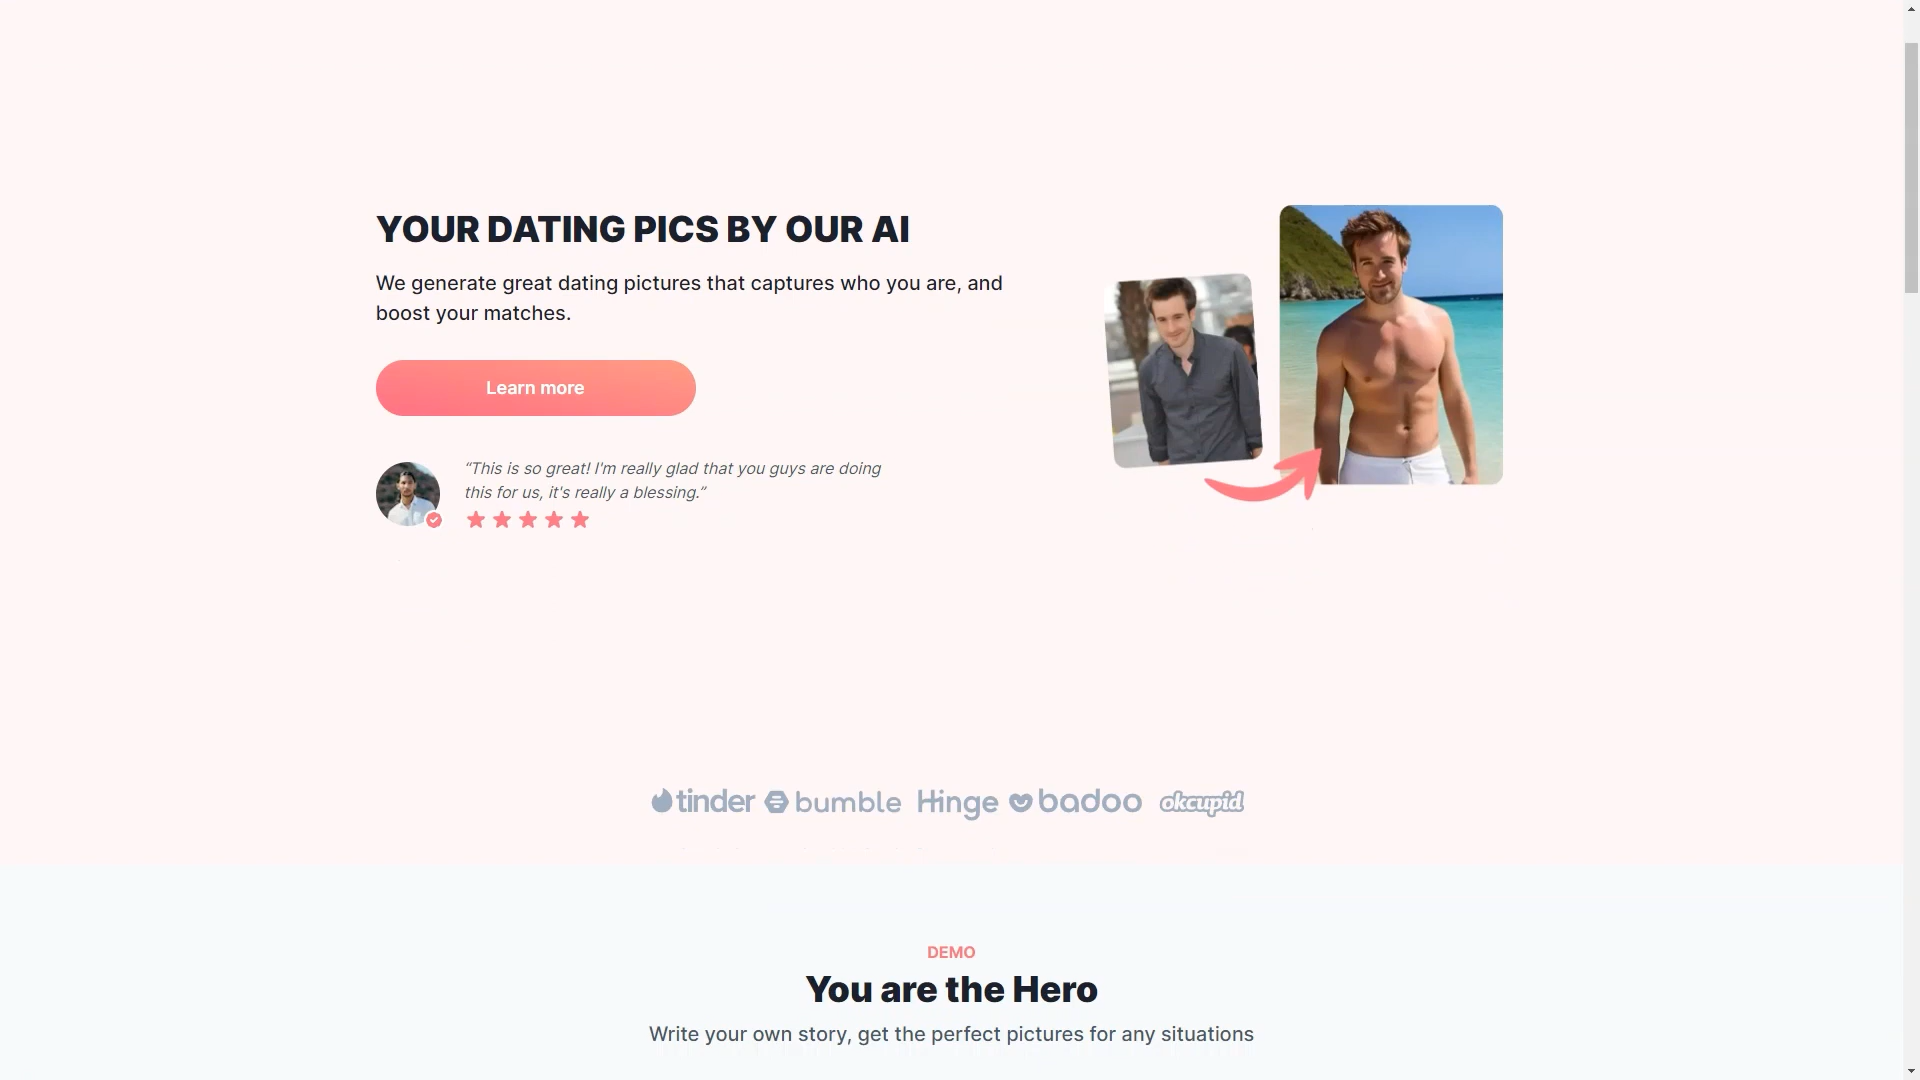 YOUR DATING PICS BY OUR AI
We generate great dating pictures that captures who you are, and
boost your matches.
Learn more
“This is so great! I'm really glad that you guys are doing
this for us, it's really a blessing.”
tinder bumble Hinge badoo okcupid
DEMO
You are the Hero
Write your own story, get the perfect pictures for any situations